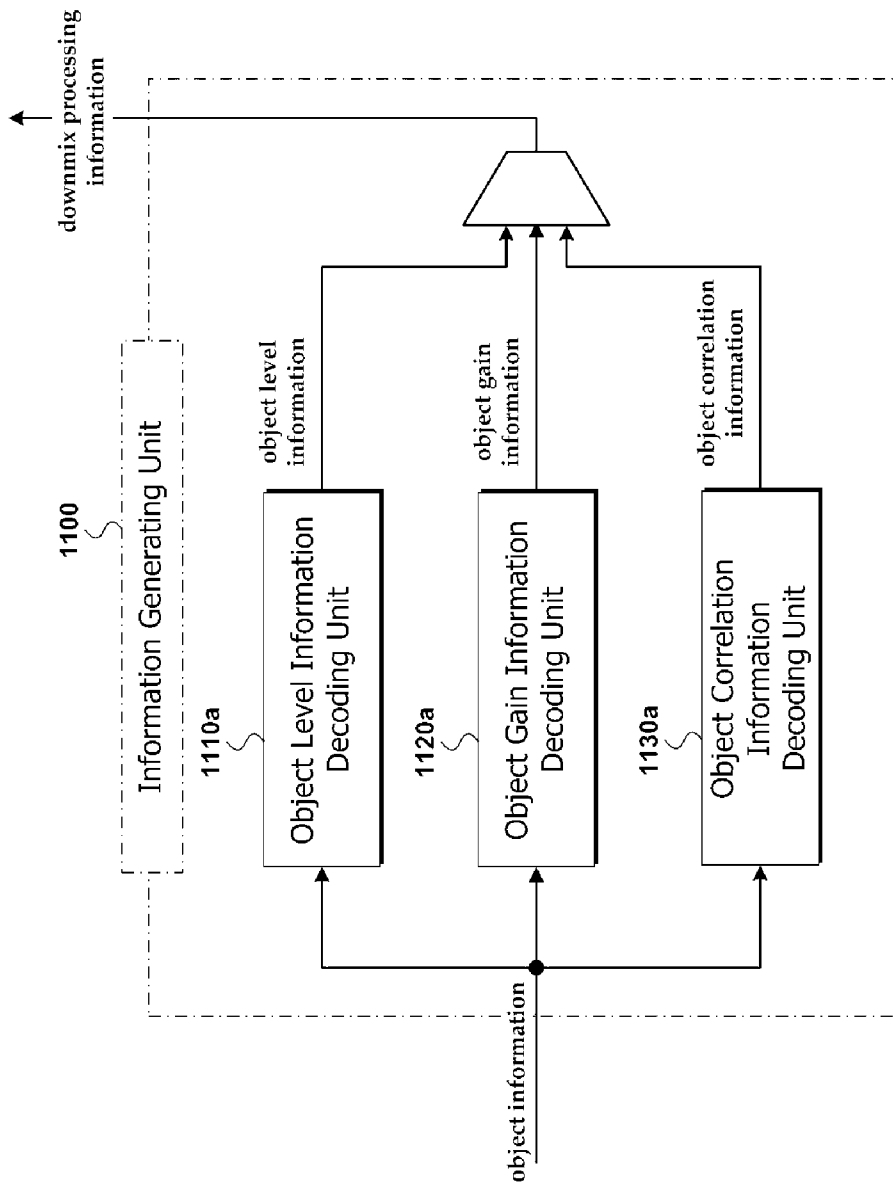 downmix processing
information
1100
Information Generating Unit
object information
1110a
Object Level Information
Decoding Unit
object level
information
1120a
Object Gain Information
Decoding Unit
object gain
information
1130a
Object Correlation
Information
Decoding Unit
object correlation
information